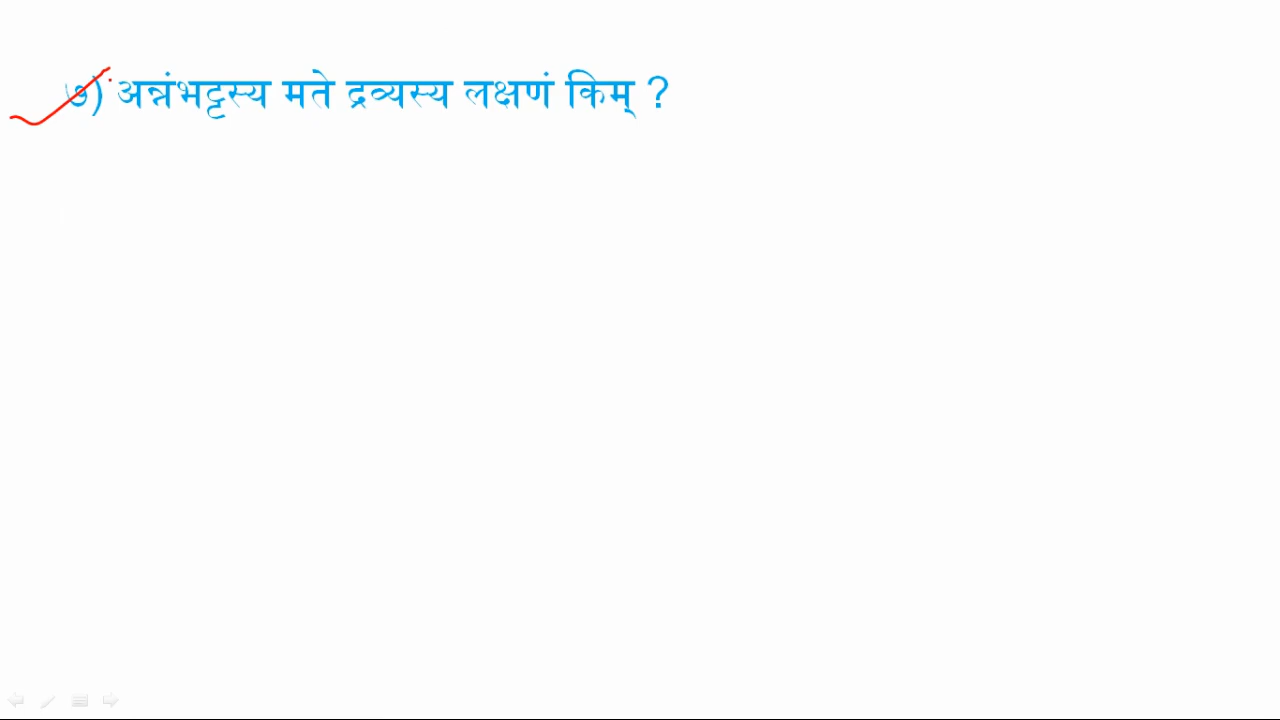 ७) अन्नंभट्टस्य मते द्रव्यस्य लक्षणं किम् ?